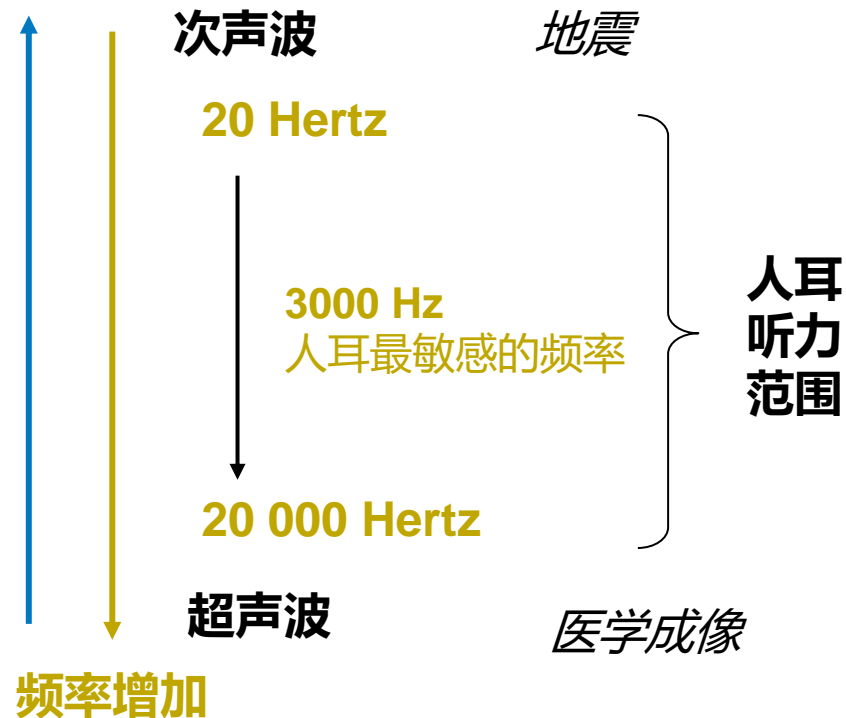 次声波
地震
20 Hertz
3000 Hz
人耳最敏感的频率
人耳
听力
范围
20 000 Hertz
超声波
医学成像
频率增加